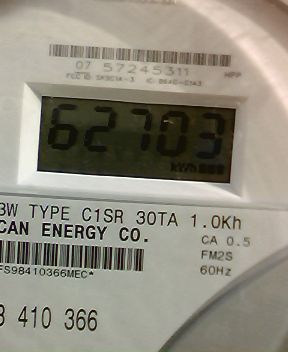 07 57245311 HPP
62703
kWh
3W TYPE C1SR 30TA 1.0Kh
CAN ENERGY CO. CA 0.5
FM2S
FS98410366MEC* 60Hz
410 366